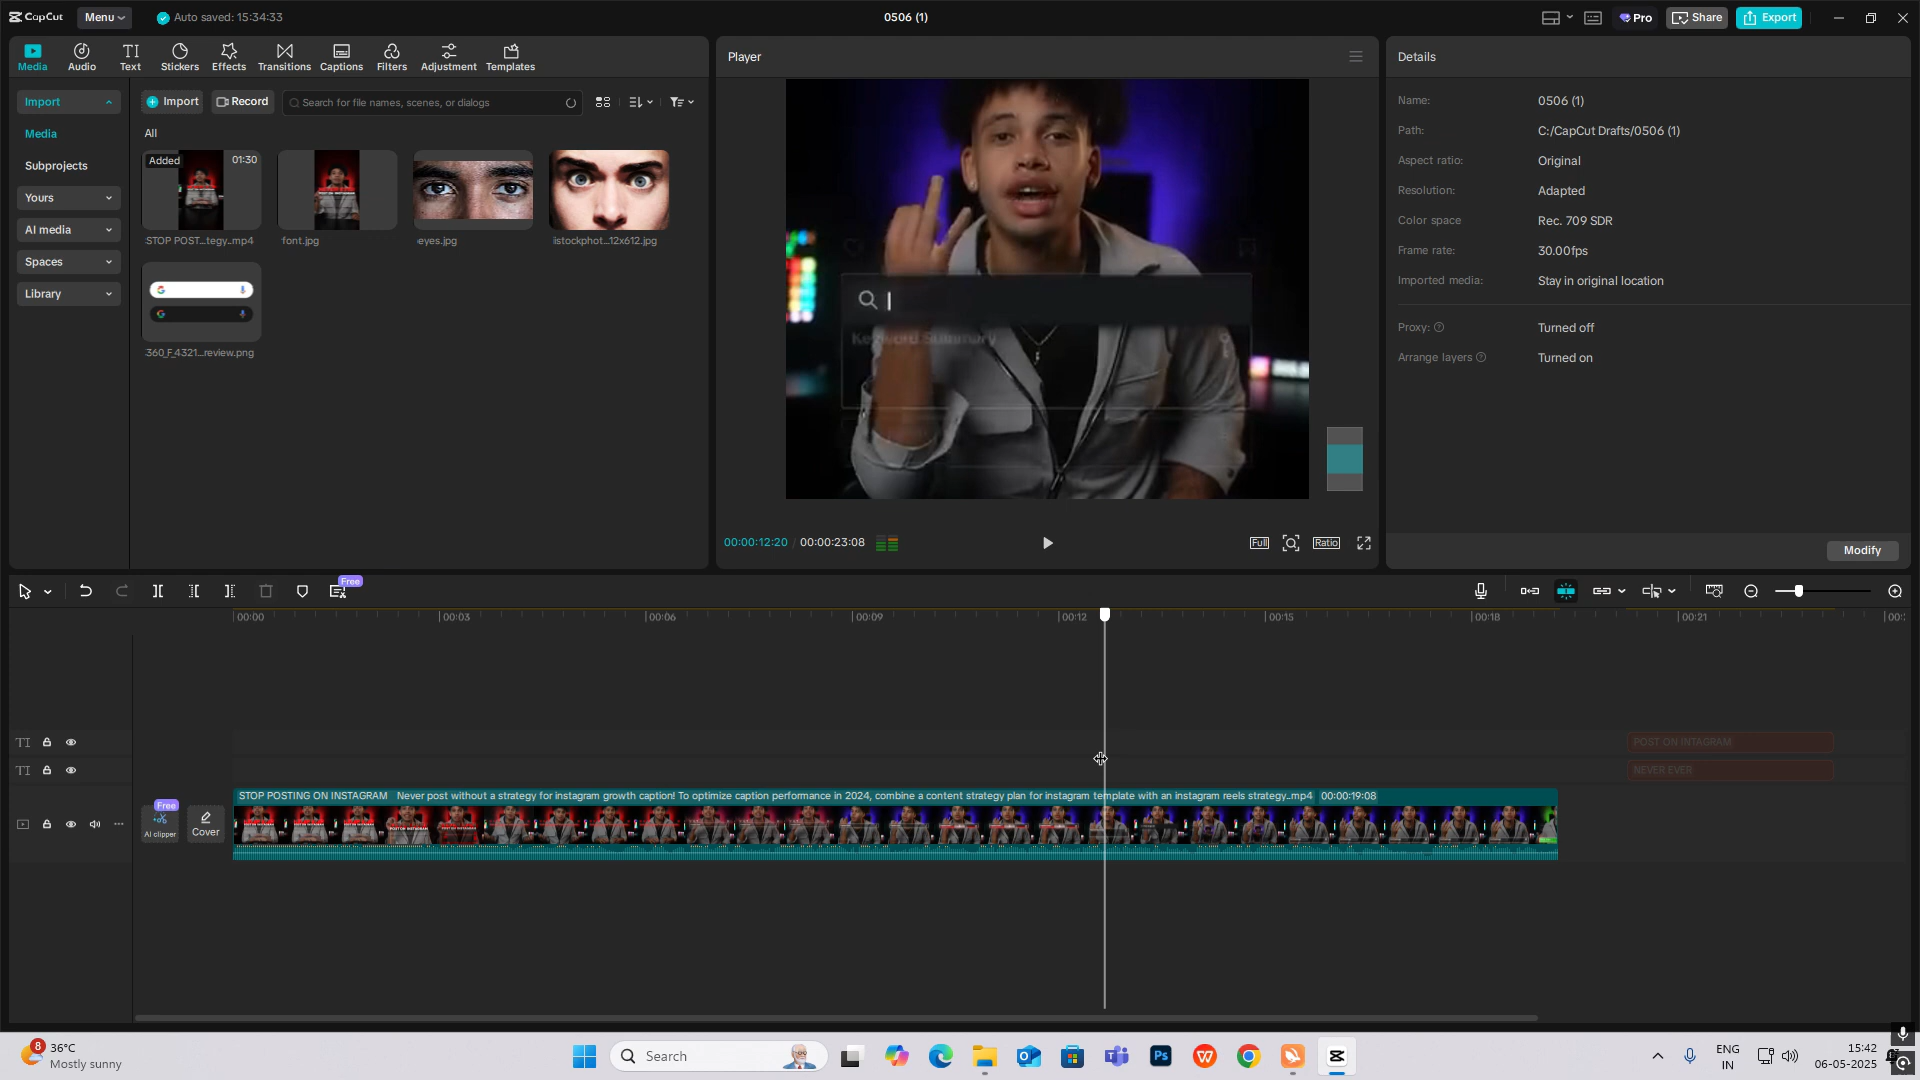 CapCut
Menu
Auto saved: 15:34:33
0506 (1)
Pro
Share
Export
Media
Audio
Text
Stickers
Effects
Transitions
Captions
Filters
Adjustment
Templates
Import
Media
Subprojects
Yours
AI media
Spaces
Library
Import
Record
Search for file names, scenes, or dialogs
All
Added
01:30
STOP POST...tegy_mp4
font.jpg
eyes.jpg
istockphot...12x612.jpg
360_F_4321...review.png
Player
Keyword Summary
00:00:12:20 / 00:00:23:08
Full
Ratio
Details
Name: 0506 (1)
Path: C:/CapCut Drafts/0506 (1)
Aspect ratio: Original
Resolution: Adapted
Color space Rec. 709 SDR
Frame rate: 30.00fps
Imported media: Stay in original location
Proxy: Turned off
Arrange layers Turned on
Modify
Free
00:00 00:03 00:06 00:09 00:12 00:15 00:18 00:21
TI
POST ON INTAGRAM
TI
NEVER EVER
Free
AI clipper
Cover
STOP POSTING ON INSTAGRAM Never post without a strategy for instagram growth caption! To optimize caption performance in 2024, combine a content strategy plan for instagram template with an instagram reels strategy_mp4 00:00:19:08
8
36°C
Mostly sunny
Search
Ps
ENG
IN
15:42
06-05-2025